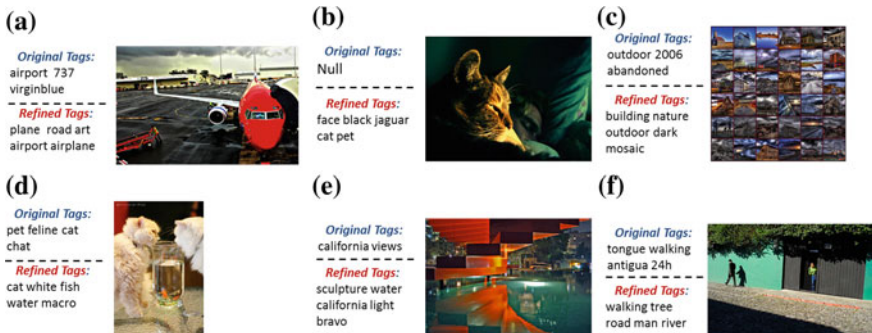 (a)
Original Tags:
airport 737
virginblue
Refined Tags:
plane road art
airport airplane
(b)
Original Tags:
Null
Refined Tags:
face black jaguar
cat pet
(c)
Original Tags:
outdoor 2006
abandoned
Refined Tags:
building nature
outdoor dark
mosaic
(d)
Original Tags:
pet feline cat
chat
Refined Tags:
cat white fish
water macro
(e)
Original Tags:
california views
Refined Tags:
sculpture water
california light
bravo
(f)
Original Tags:
tongue walking
antigua 24h
Refined Tags:
walking tree
road man river